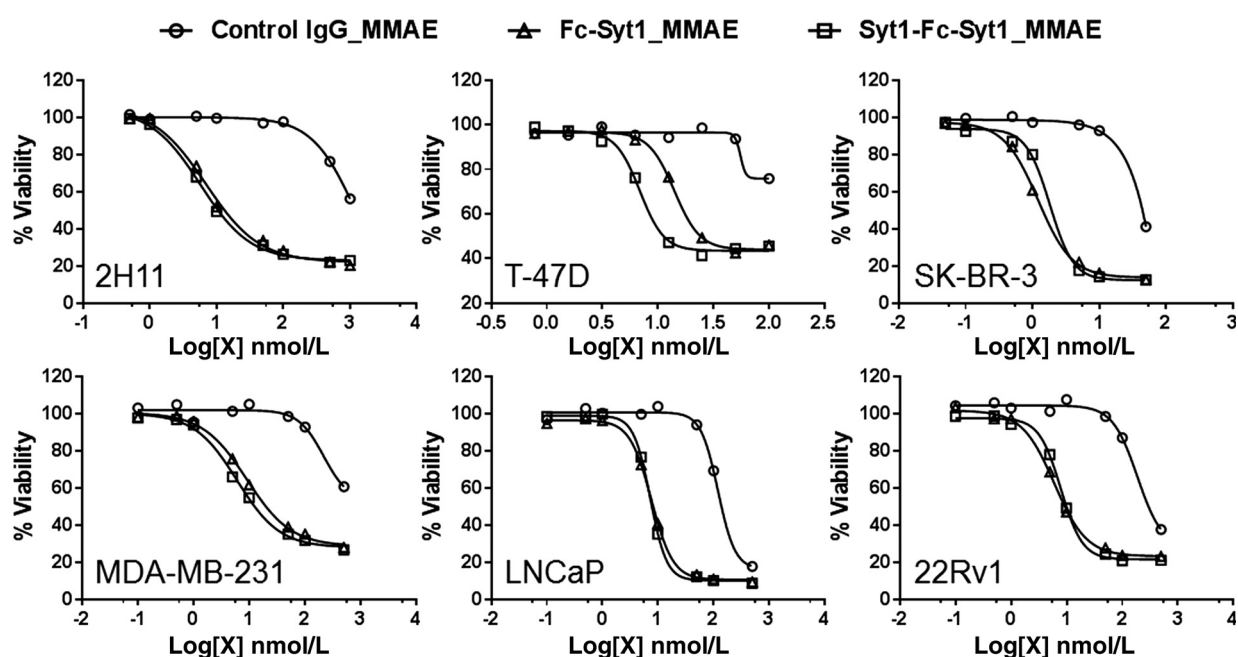 Control IgG_MMAE Fc-Syt1_MMAE Syt1-Fc-Syt1_MMAE
% Viability
120
100
80
60
40
20
0
2H11
-1 0 1 2 3 4
Log[X] nmol/L
% Viability
120
100
80
60
40
20
T-47D
-0.5 0.0 0.5 1.0 1.5 2.0 2.5
Log[X] nmol/L
% Viability
120
100
80
60
40
20
0
SK-BR-3
-2 -1 0 1 2 3
Log[X] nmol/L
% Viability
120
100
80
60
40
20
0
MDA-MB-231
-2 -1 0 1 2 3 4
Log[X] nmol/L
% Viability
120
100
80
60
40
20
0
LNCaP
-2 -1 0 1 2 3 4
Log[X] nmol/L
% Viability
120
100
80
60
40
20
0
22Rv1
-2 -1 0 1 2 3 4
Log[X] nmol/L